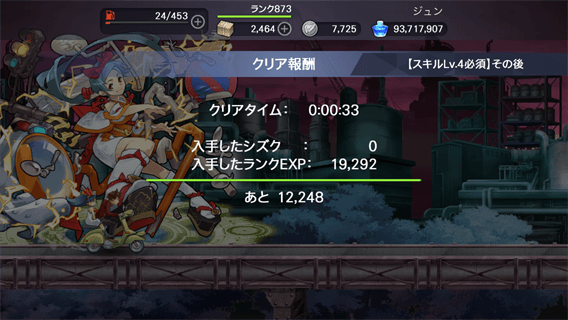 ランク873
ジュン
24/453
2,464
7,725
93,717,907
クリア報酬
【スキルLv.4必須】その後
クリアタイム： 0:00:33
入手したシズク ： 0
入手したランクEXP： 19,292
あと 12,248